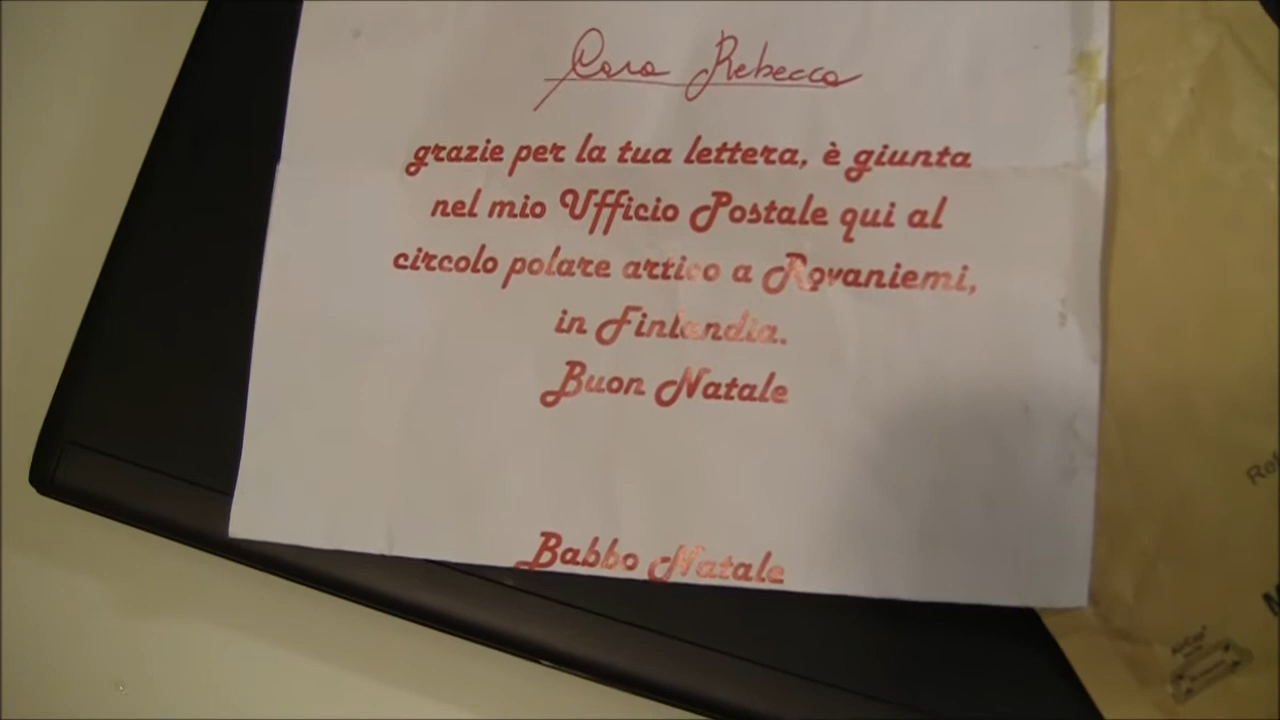 Cara Rebecca
grazie per la tua lettera, è giunta
nel mio Ufficio Postale qui al
circolo polare artico a Rovaniemi,
in Finlandia.
Buon Natale
Babbo Natale